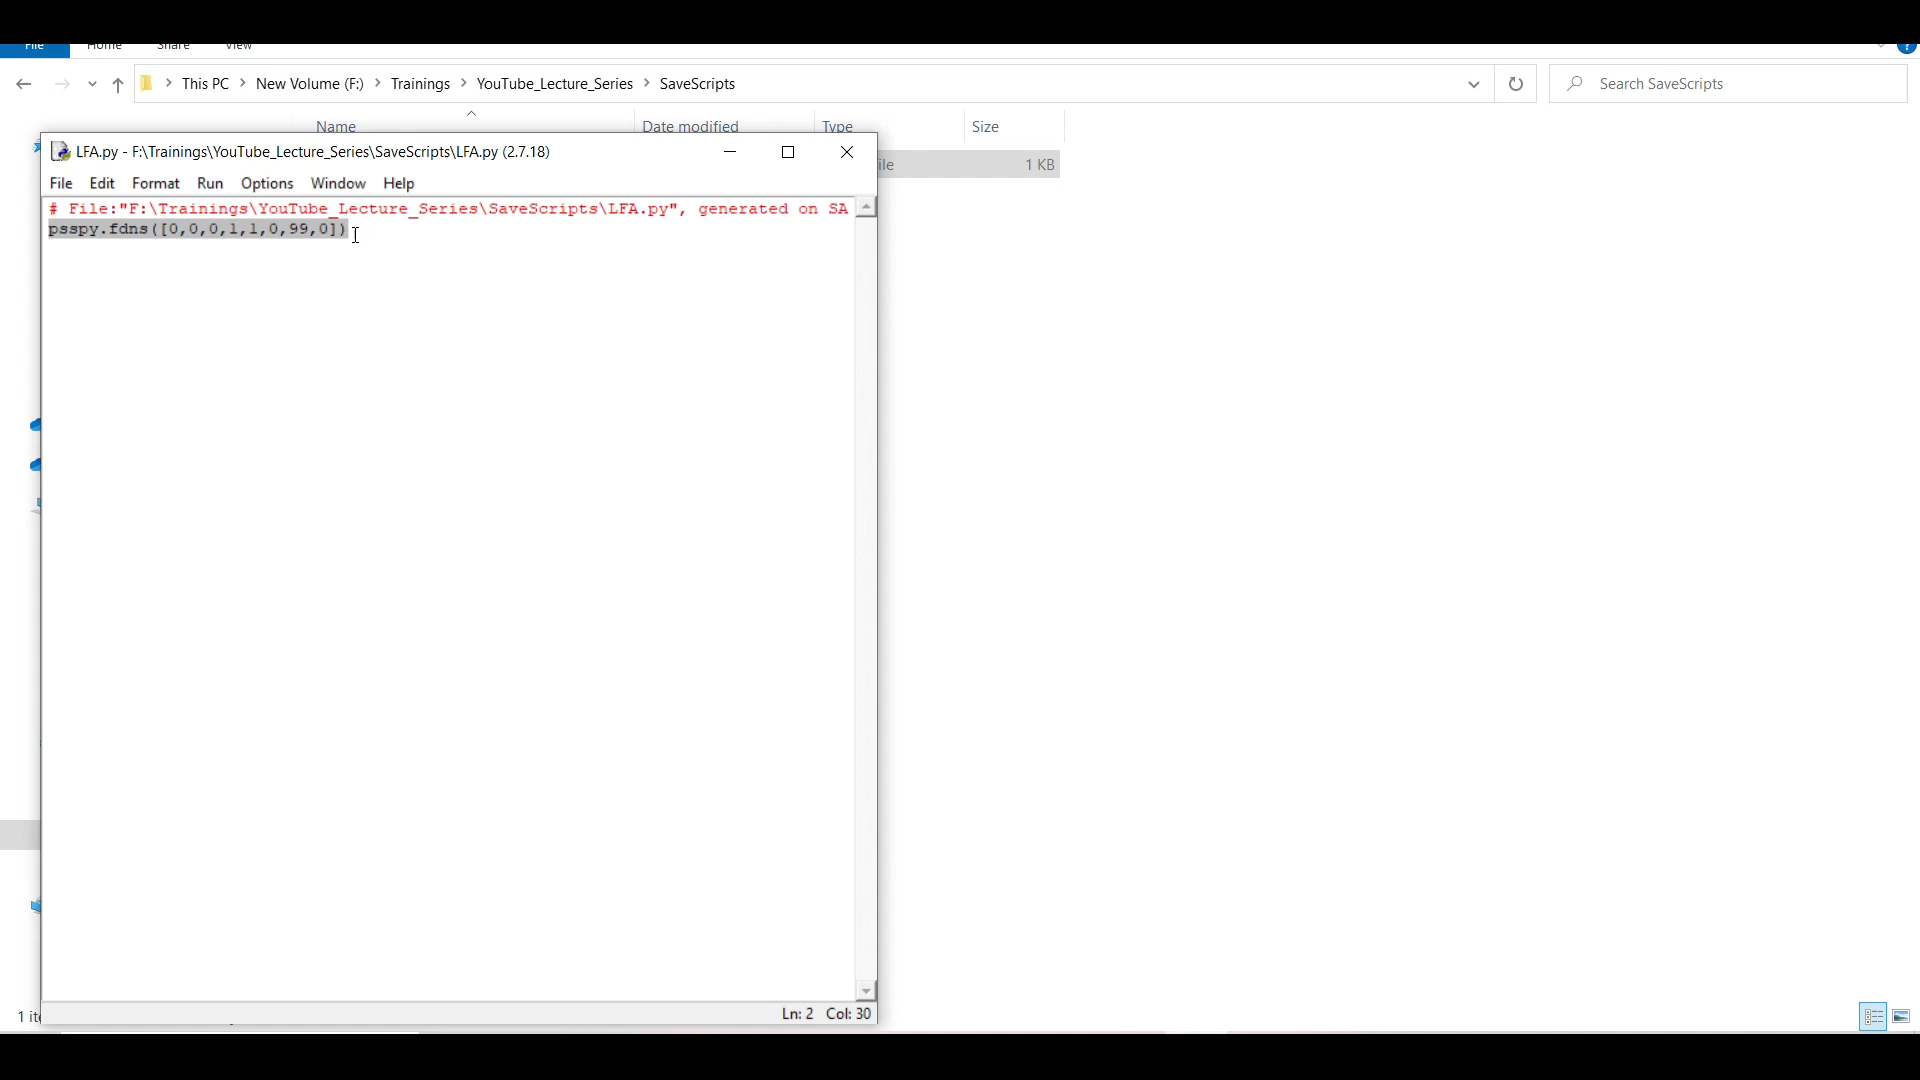 File Home Share View
This PC > New Volume (F:) > Trainings > YouTube_Lecture_Series > SaveScripts
Search SaveScripts
Name Date modified Type Size
LFA.py - F:\Trainings\YouTube_Lecture_Series\SaveScripts\LFA.py (2.7.18)
ile 1 KB
File Edit Format Run Options Window Help
# File:"F:\Trainings\YouTube_Lecture_Series\SaveScripts\LFA.py", generated on SA
psspy.fdns([0,0,0,1,1,0,99,0])
Ln: 2 Col: 30
1 ite